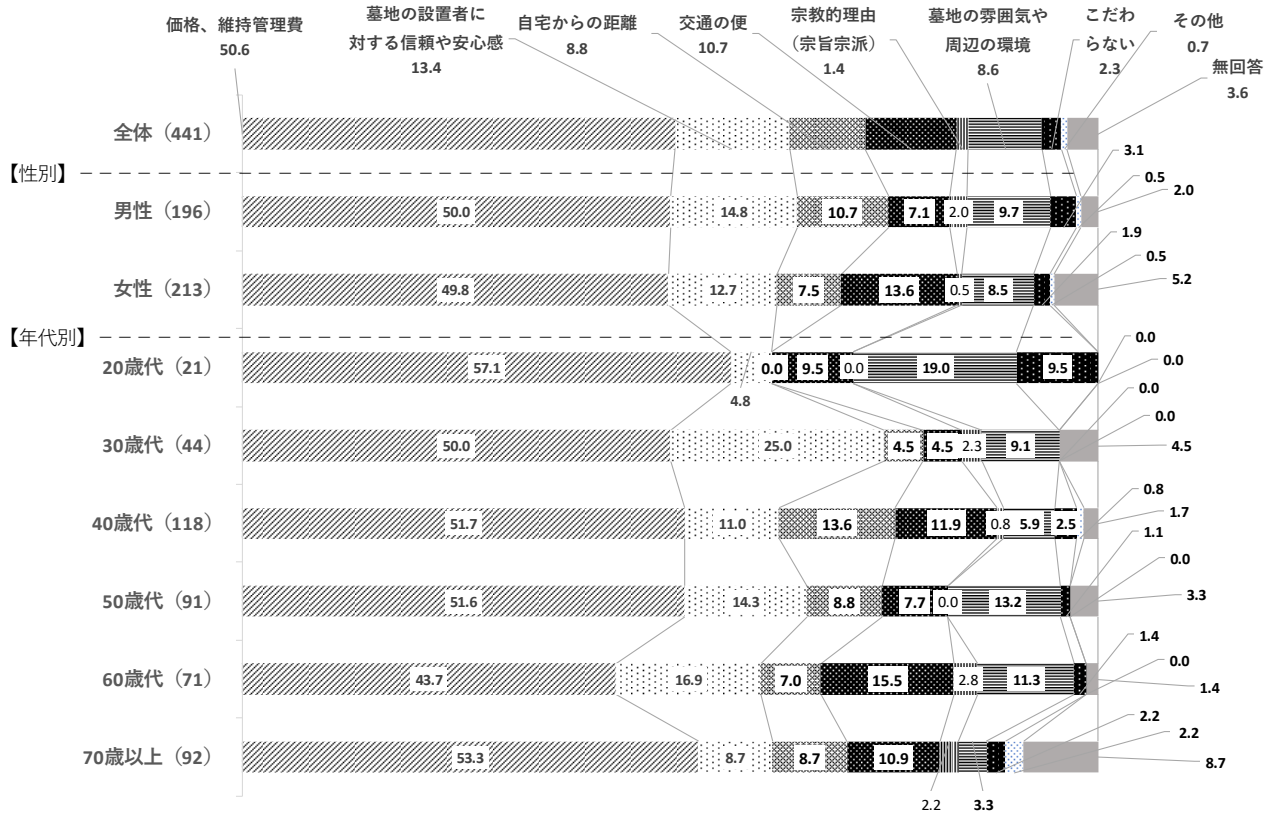 価格、維持管理費
50.6
墓地の設置者に
対する信頼や安心感
13.4
自宅からの距離
8.8
交通の便
10.7
宗教的理由
（宗旨宗派）
1.4
墓地の雰囲気や
周辺の環境
8.6
こだわ
らない
2.3
その他
0.7
無回答
3.6
全体（441）
【性別】
3.1
0.5
2.0
男性（196） 50.0 14.8 10.7 7.1 2.0 9.7
1.9
0.5
5.2
女性（213） 49.8 12.7 7.5 13.6 0.5 8.5
【年代別】
0.0
0.0
20歳代（21） 57.1 4.8 0.0 9.5 0.0 19.0 9.5
0.0
0.0
4.5
30歳代（44） 50.0 25.0 4.5 4.5 2.3 9.1
0.8
1.7
40歳代（118） 51.7 11.0 13.6 11.9 0.8 5.9 2.5
1.1
0.0
3.3
50歳代（91） 51.6 14.3 8.8 7.7 0.0 13.2
1.4
0.0
1.4
60歳代（71） 43.7 16.9 7.0 15.5 2.8 11.3
2.2
2.2
8.7
70歳以上（92） 53.3 8.7 8.7 10.9 2.2 3.3